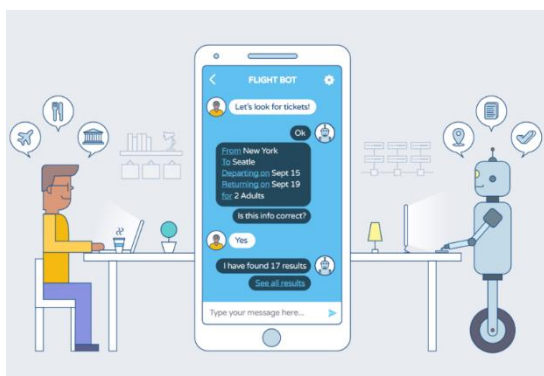 FLIGHT BOT
Let's look for tickets!
Ok
From New York
To Seatle
Departing on Sept 15
Returning on Sept 19
for 2 Adults
Is this info correct?
Yes
I have found 17 results
See all results
Type your message here...